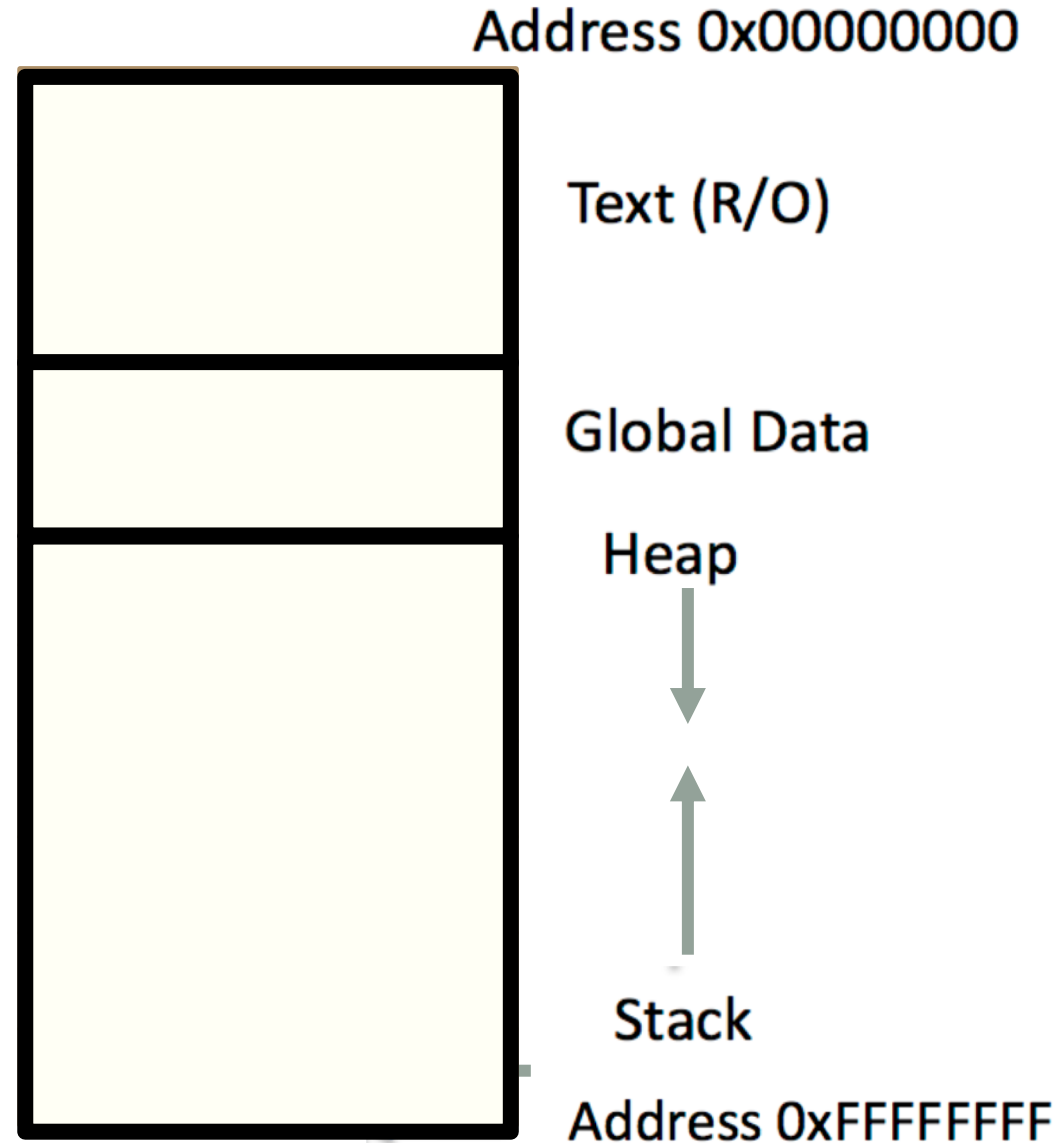 Address 0x00000000
Text (R/O)
Global Data
Heap
Stack
Address 0xFFFFFFFF